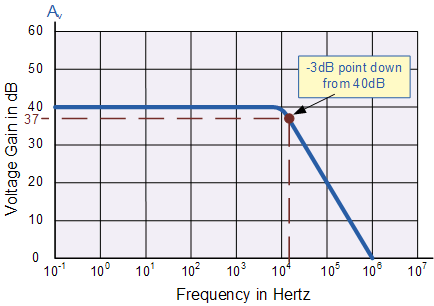 Av
60
50
40
37
30
20
10
0
-3dB point down
from 40dB
Voltage Gain in dB
10-1 100 101 102 103 104 105 106 107
Frequency in Hertz